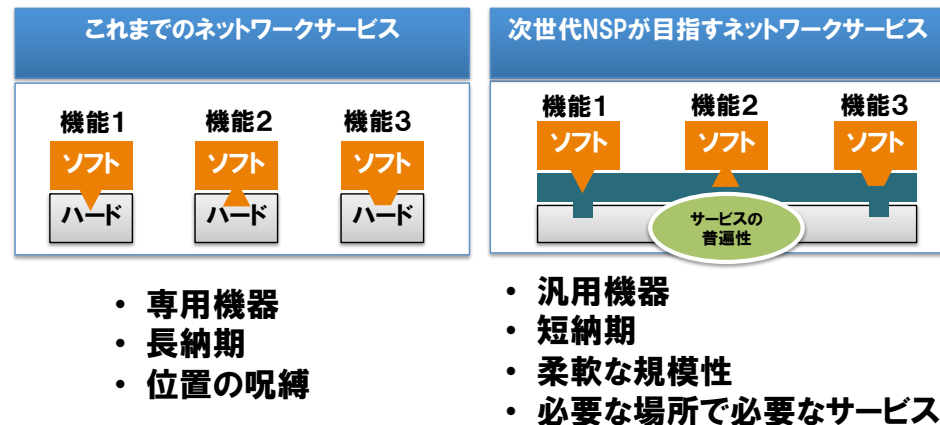 これまでのネットワークサービス
機能1 機能2 機能3
ソフト ソフト ソフト
ハード ハード ハード
・ 専用機器
・ 長納期
・ 位置の呪縛
次世代NSPが目指すネットワークサービス
機能1 機能2 機能3
ソフト ソフト ソフト
サービスの
普遍性
・ 汎用機器
・ 短納期
・ 柔軟な規模性
・ 必要な場所で必要なサービス